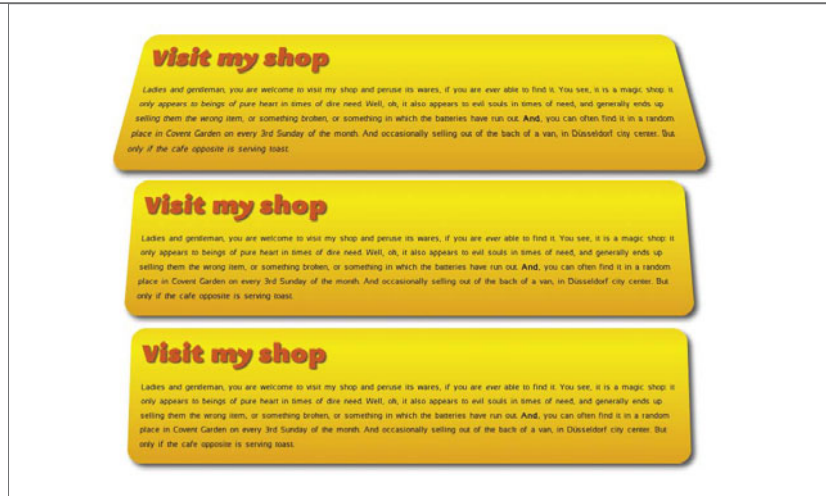 Visit my shop
Ladies and gentleman, you are welcome to visit my shop and peruse its wares, if you are ever able to find it. You see, it is a magic shop: it
only appears to beings of pure heart in times of dire need. Well, oh, it also appears to evil souls in times of need, and generally ends up
selling them the wrong item, or something broken, or something in which the batteries have run out. And, you can often find it in a random
place in Covent Garden on every 3rd Sunday of the month. And occasionally selling out of the back of a van, in Düsseldorf city center. But
only if the cafe opposite is serving toast.
Visit my shop
Ladies and gentleman, you are welcome to visit my shop and peruse its wares, if you are ever able to find it. You see, it is a magic shop: it
only appears to beings of pure heart in times of dire need. Well, oh, it also appears to evil souls in times of need, and generally ends up
selling them the wrong item, or something broken, or something in which the batteries have run out. And, you can often find it in a random
place in Covent Garden on every 3rd Sunday of the month. And occasionally selling out of the back of a van, in Düsseldorf city center. But
only if the cafe opposite is serving toast.
Visit my shop
Ladies and gentleman, you are welcome to visit my shop and peruse its wares, if you are ever able to find it. You see, it is a magic shop: it
only appears to beings of pure heart in times of dire need. Well, oh, it also appears to evil souls in times of need, and generally ends up
selling them the wrong item, or something broken, or something in which the batteries have run out. And, you can often find it in a random
place in Covent Garden on every 3rd Sunday of the month. And occasionally selling out of the back of a van, in Düsseldorf city center. But
only if the cafe opposite is serving toast.